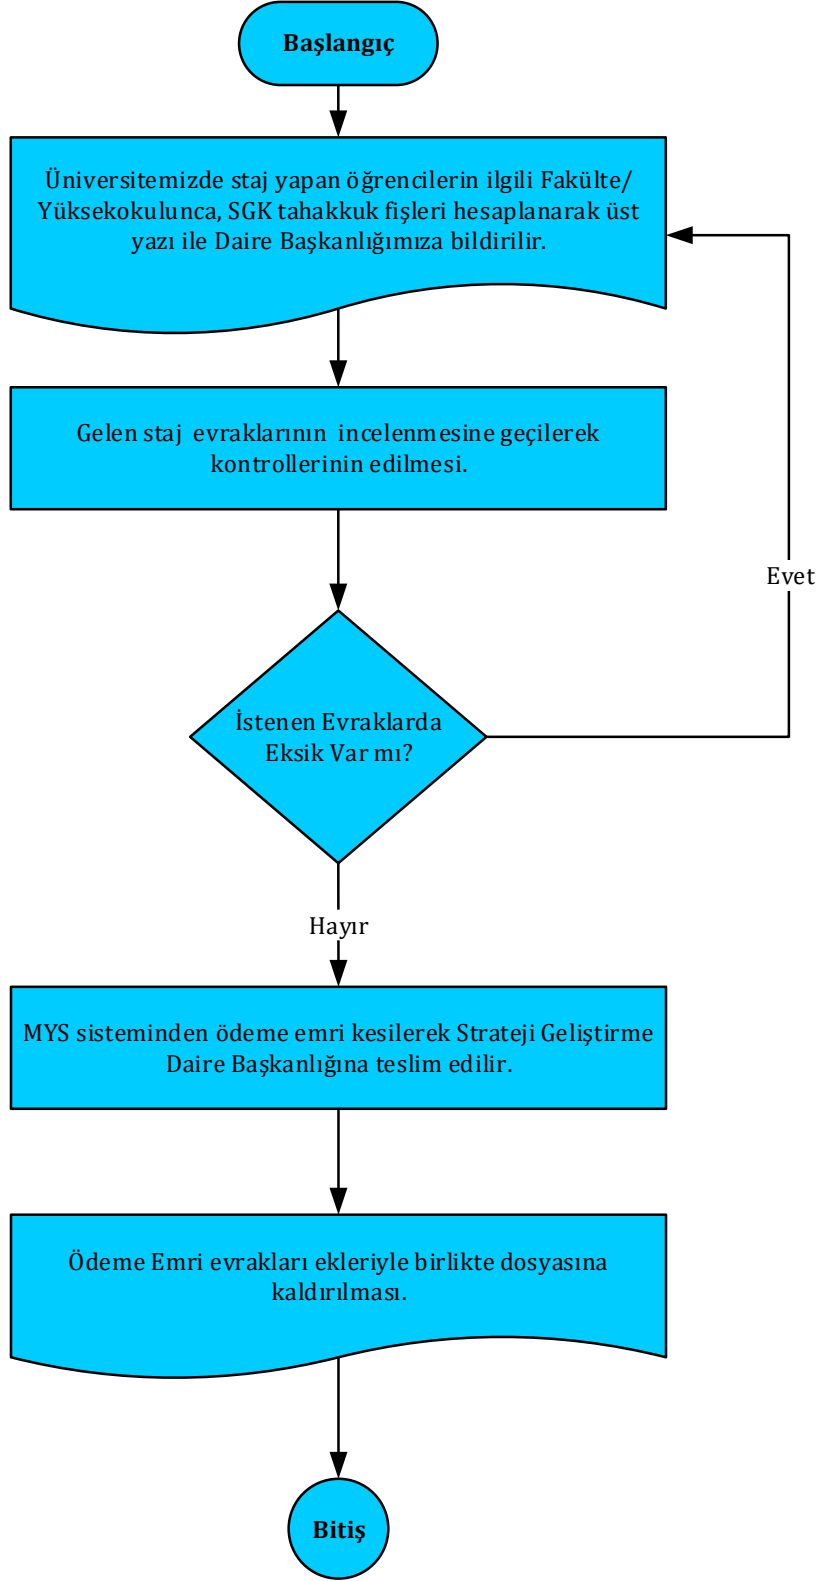 Başlangıç
Üniversitemizde staj yapan öğrencilerin ilgili Fakülte/
Yüksekokulunca, SGK tahakkuk fişleri hesaplanarak üst
yazı ile Daire Başkanlığımıza bildirilir.
Gelen staj  evraklarının  incelenmesine geçilerek
kontrollerinin edilmesi.
Evet
İstenen Evraklarda
Eksik Var mı?
Hayır
MYS sisteminden ödeme emri kesilerek Strateji Geliştirme
Daire Başkanlığına teslim edilir.
Ödeme Emri evrakları ekleriyle birlikte dosyasına
kaldırılması.
Bitiş